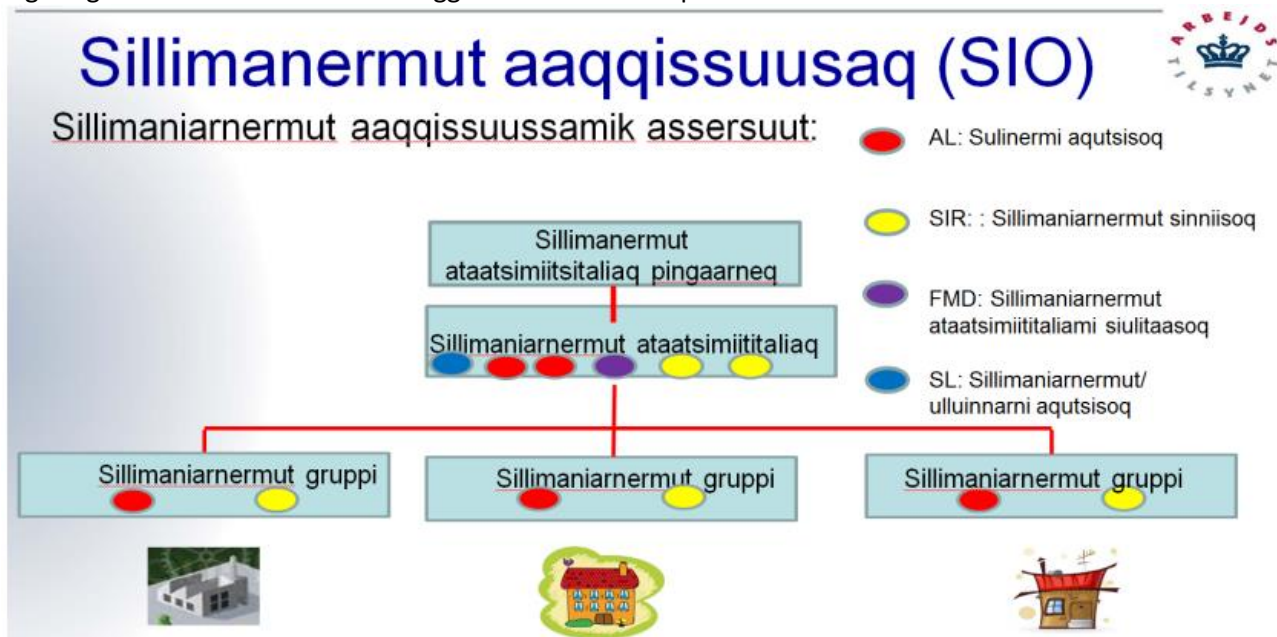 Sillimanermut aaqqissuusaq (SIO)
ARBEJDS
TILSYNET
Sillimaniarnermut aaqqissuussamik assersuut:
AL: Sulinermi aqutsisoq
SIR: : Sillimaniarnermut sinniisoq
FMD: Sillimaniarnermut
ataatsimiititaliami siulitaasoq
SL: Sillimaniarnermut/
ulluinnarni aqutsisoq
Sillimanermut
ataatsimiitsitaliaq pingaarneq
Sillimaniarnermut ataatsimiititaliaq
Sillimaniarnermut gruppi
Sillimaniarnermut gruppi
Sillimaniarnermut gruppi